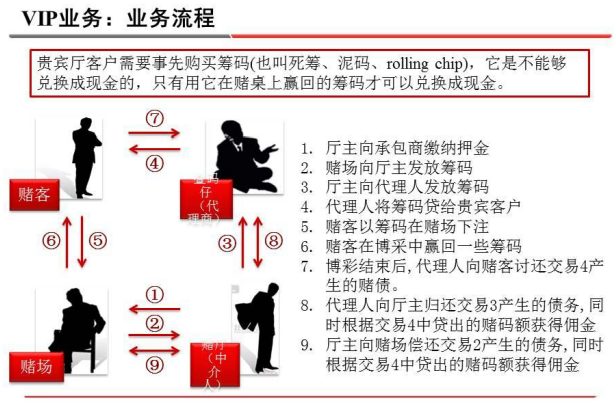 VIP业务：业务流程
贵宾厅客户需要事先购买筹码(也叫死筹、泥码、rolling chip)，它是不能够
兑换成现金的，只有用它在赌桌上赢回的筹码才可以兑换成现金。
⑦
④
赌客
仔
（代
理商）
⑥
⑤
③
⑧
①
②
⑨
赌场
（中
介
人）
1. 厅主向承包商缴纳押金
2. 赌场向厅主发放筹码
3. 厅主向代理人发放筹码
4. 代理人将筹码贷给贵宾客户
5. 赌客以筹码在赌场下注
6. 赌客在博采中赢回一些筹码
7. 博彩结束后,代理人向赌客讨还交易4产
生的赌债。
8. 代理人向厅主归还交易3产生的债务,同
时根据交易4中贷出的赌码额获得佣金
9. 厅主向赌场偿还交易2产生的债务,同时
根据交易4中贷出的赌码额获得佣金